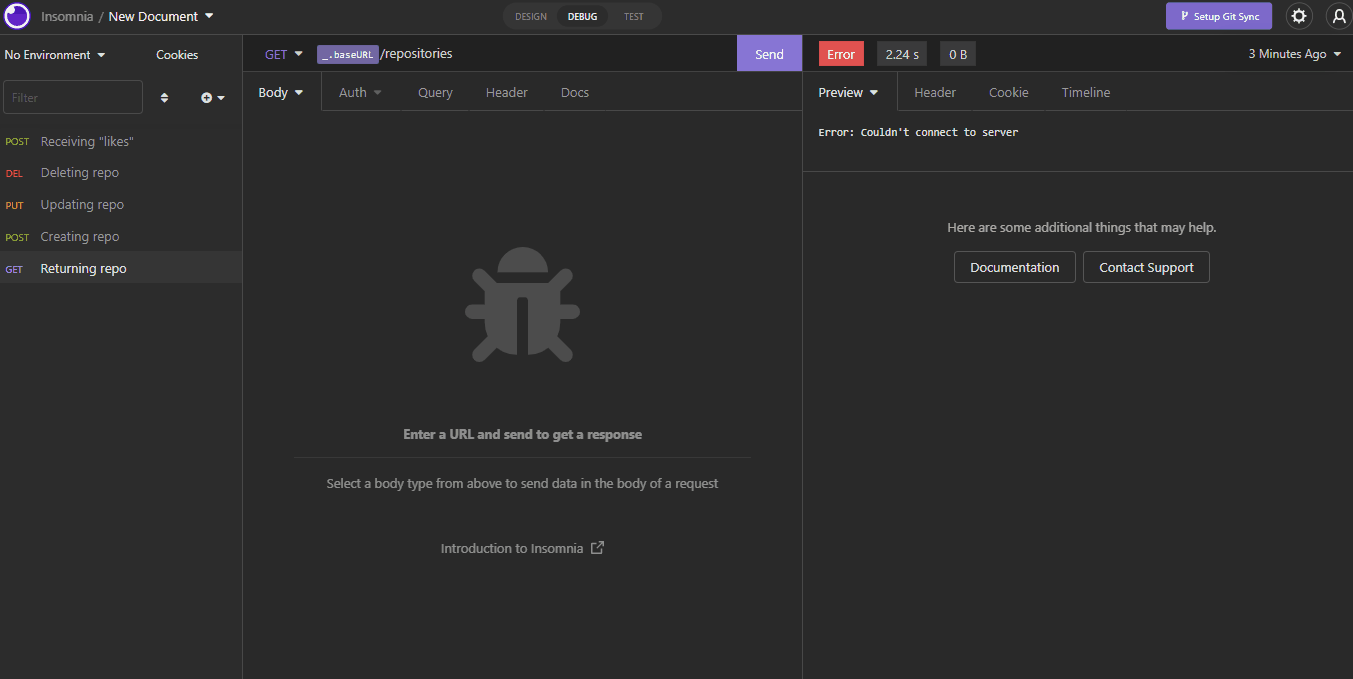 Insomnia / New Document
DESIGN DEBUG TEST
Setup Git Sync
No Environment
Cookies
GET
_.baseURL/repositories
Send
Error
2.24 s
0 B
3 Minutes Ago
Filter
Body
Auth
Query
Header
Docs
Preview
Header
Cookie
Timeline
POST Receiving "likes"
DEL Deleting repo
PUT Updating repo
POST Creating repo
GET Returning repo
Enter a URL and send to get a response
Select a body type from above to send data in the body of a request
Introduction to Insomnia
Error: Couldn't connect to server
Here are some additional things that may help.
Documentation
Contact Support